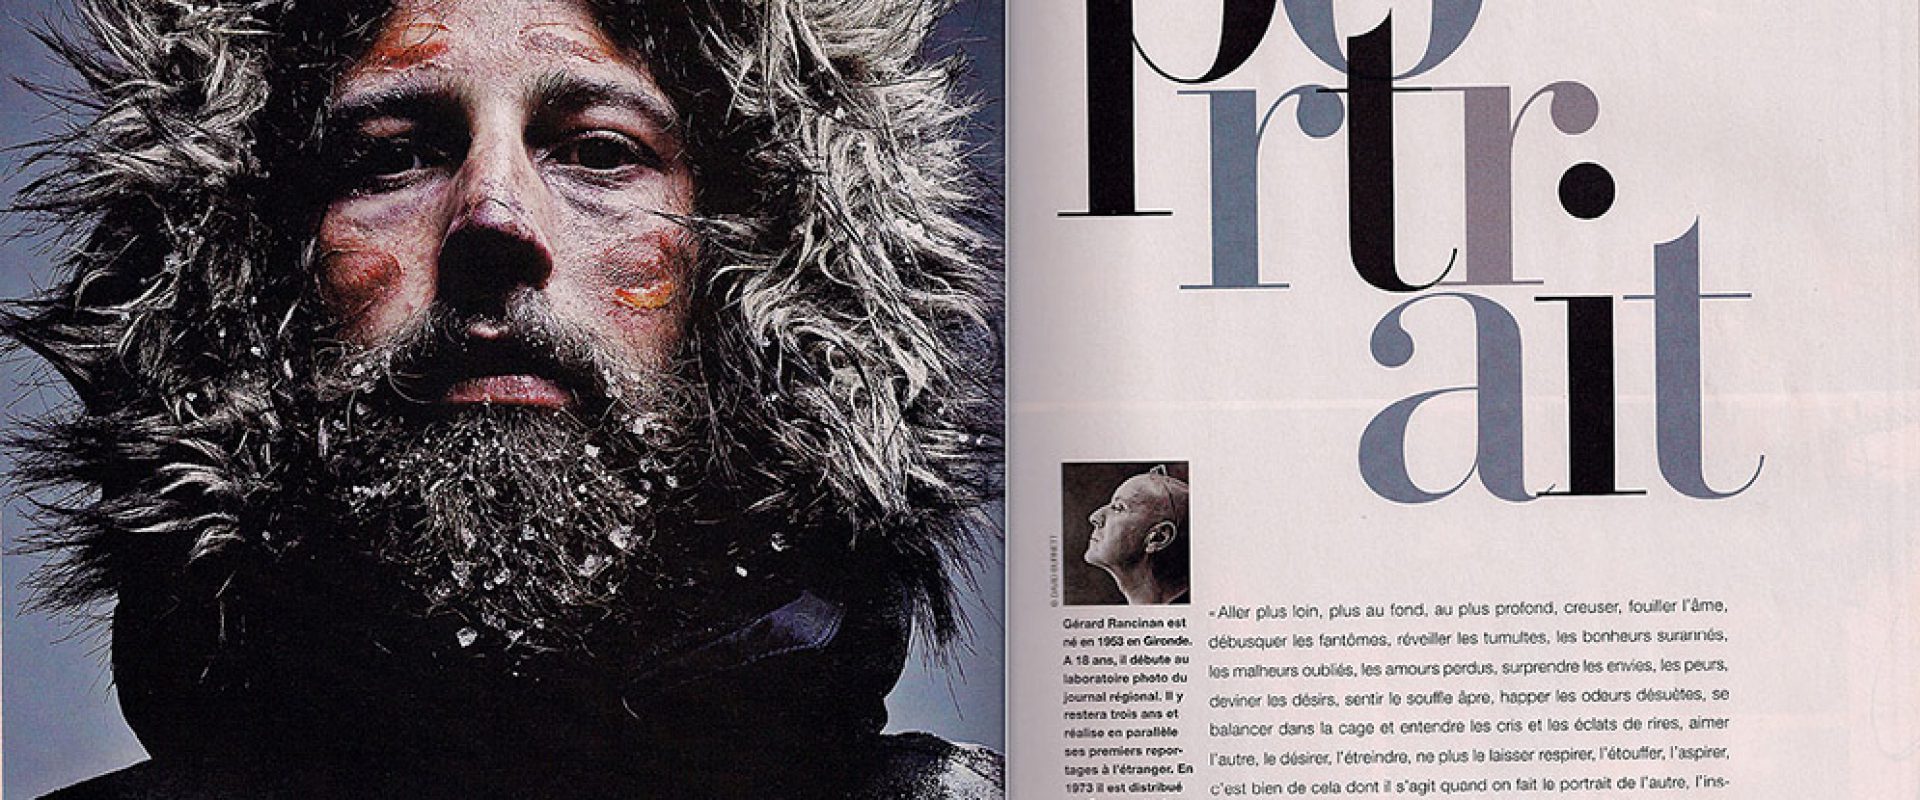 po
rtr
ait
© DAVID BURNETT
Gérard Rancinan est
né en 1953 en Gironde.
A 18 ans, il débute au
laboratoire photo du
journal régional. Il y
restera trois ans et
réalise en parallèle
ses premiers repor-
tages à l'étranger. En
1973 il est distribué
« Aller plus loin, plus au fond, au plus profond, creuser, fouiller l'âme,
débusquer les fantômes, réveiller les tumultes, les bonheurs surannés,
les malheurs oubliés, les amours perdus, surprendre les envies, les peurs,
deviner les désirs, sentir le souffle âpre, happer les odeurs désuètes, se
balancer dans la cage et entendre les cris et les éclats de rires, aimer
l'autre, le désirer, l'étreindre, ne plus le laisser respirer, l'étouffer, l'aspirer,
c'est bien de cela dont il s'agit quand on fait le portrait de l'autre, l'ins-